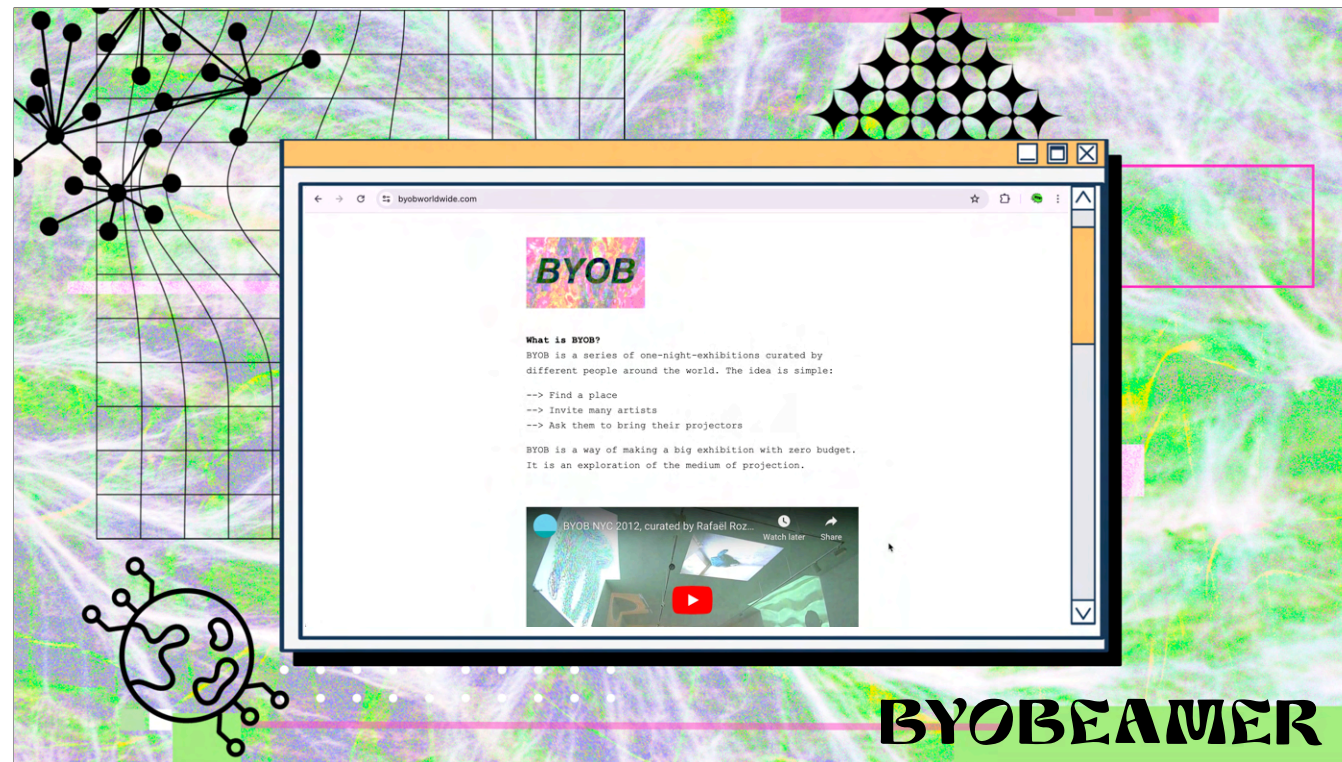 byobworldwide.com
BYOB
What is BYOB?
BYOB is a series of one-night-exhibitions curated by
different people around the world. The idea is simple:
--> Find a place
--> Invite many artists
--> Ask them to bring their projectors
BYOB is a way of making a big exhibition with zero budget.
It is an exploration of the medium of projection.
BYOB NYC 2012, curated by Rafaël Roz...
Watch later
Share
BYOBEAMER